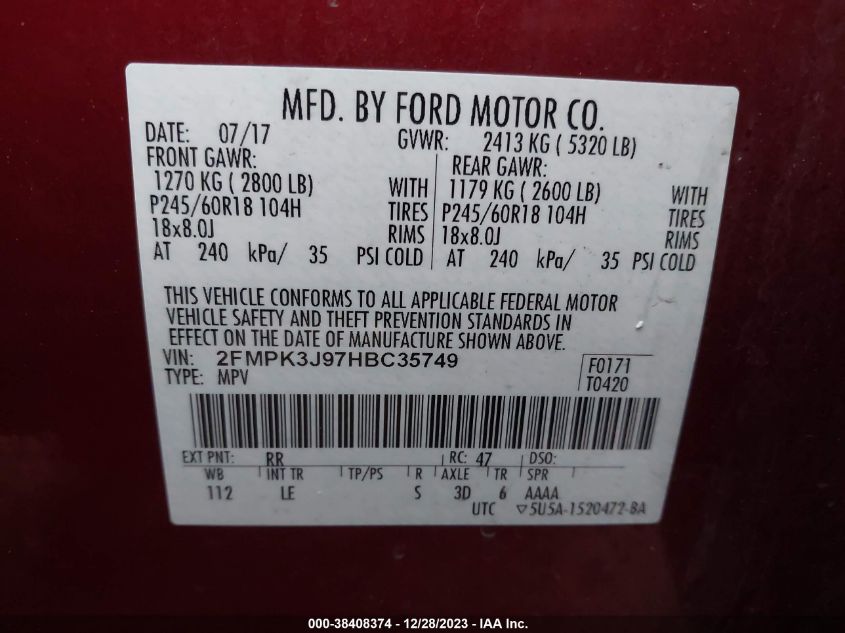 MFD. BY FORD MOTOR CO.
DATE: 07/17 GVWR: 2413 KG ( 5320 LB)
FRONT GAWR: REAR GAWR:
1270 KG ( 2800 LB) WITH 1179 KG ( 2600 LB) WITH
P245/60R18 104H TIRES P245/60R18 104H TIRES
18x8.0J RIMS 18x8.0J RIMS
AT 240 kPa/ 35 PSI COLD AT 240 kPa/ 35 PSI COLD
THIS VEHICLE CONFORMS TO ALL APPLICABLE FEDERAL MOTOR
VEHICLE SAFETY AND THEFT PREVENTION STANDARDS IN
EFFECT ON THE DATE OF MANUFACTURE SHOWN ABOVE.
VIN: 2FMPK3J97HBC35749 F0171
TYPE: MPV T0420
EXT PNT: RR RC: 47 DSO:
WB INT TR TP/PS R AXLE TR SPR
112 LE S 3D 6 AAAA
UTC ▽5U5A-1520472-BA
000-38408374 - 12/28/2023 - IAA Inc.